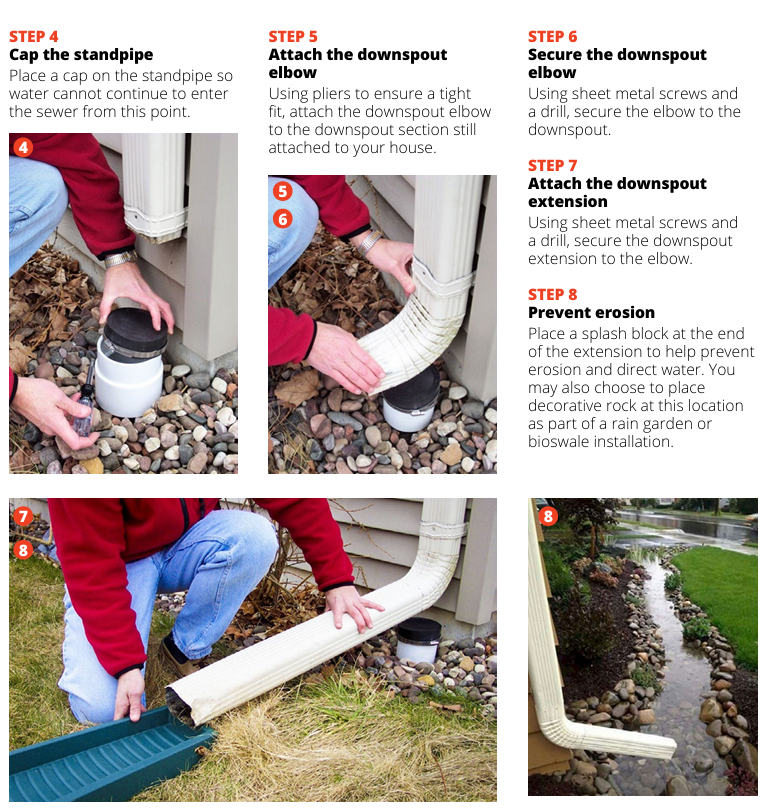 STEP 4
Cap the standpipe
Place a cap on the standpipe so
water cannot continue to enter
the sewer from this point.
4
STEP 5
Attach the downspout
elbow
Using pliers to ensure a tight
fit, attach the downspout elbow
to the downspout section still
attached to your house.
5
6
STEP 6
Secure the downspout
elbow
Using sheet metal screws and
a drill, secure the elbow to the
downspout.
STEP 7
Attach the downspout
extension
Using sheet metal screws and
a drill, secure the downspout
extension to the elbow.
STEP 8
Prevent erosion
Place a splash block at the end
of the extension to help prevent
erosion and direct water. You
may also choose to place
decorative rock at this location
as part of a rain garden or
bioswale installation.
7
8
8